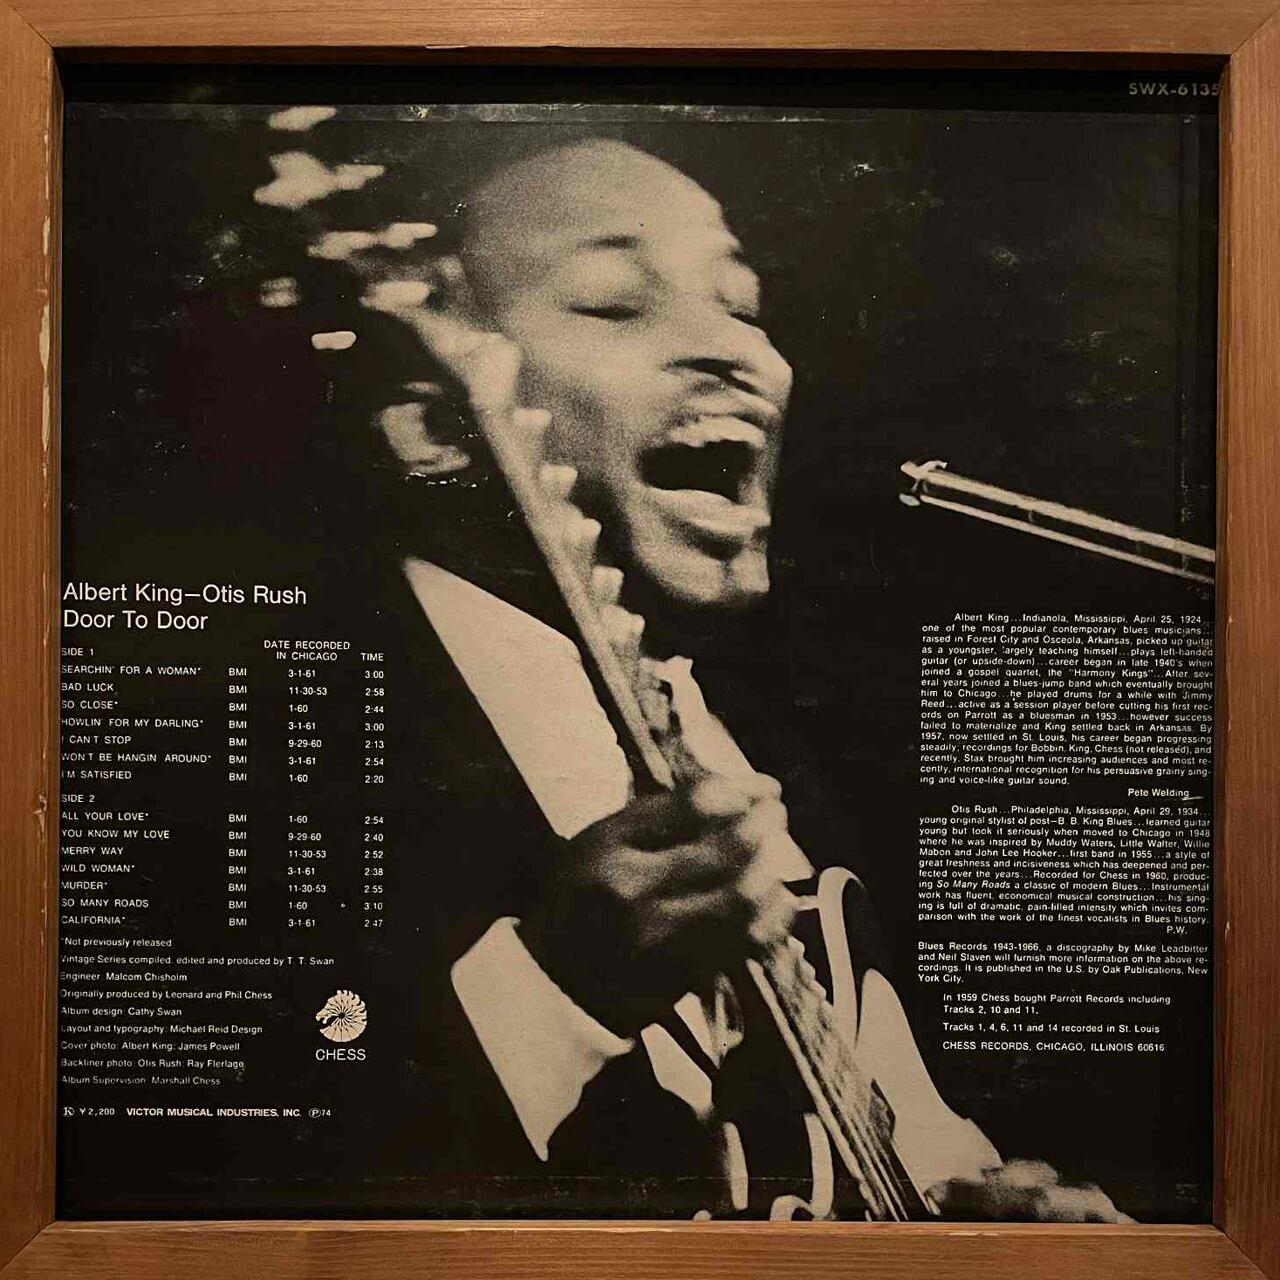 SWX-6135
Albert King—Otis Rush
Door To Door
DATE RECORDED
IN CHICAGO
SIDE 1 TIME
SEARCHIN' FOR A WOMAN* BMI 3-1-61 3:00
BAD LUCK BMI 11-30-53 2:58
SO CLOSE* BMI 1-60 2:44
HOWLIN' FOR MY DARLING* BMI 3-1-61 3:00
I CAN'T STOP BMI 9-29-60 2:13
WON'T BE HANGIN' AROUND* BMI 3-1-61 2:54
I'M SATISFIED BMI 1-60 2:20
SIDE 2
ALL YOUR LOVE* BMI 1-60 2:54
YOU KNOW MY LOVE BMI 9-29-60 2:40
MERRY WAY BMI 11-30-53 2:52
WILD WOMAN* BMI 3-1-61 2:38
MURDER* BMI 11-30-53 2:55
SO MANY ROADS BMI 1-60 3:10
CALIFORNIA* BMI 3-1-61 2:47
*Not previously released
Vintage Series compiled, edited and produced by T. T. Swan
Engineer: Malcom Chisholm
Originally produced by Leonard and Phil Chess
Album design: Cathy Swan
Layout and typography: Michael Reid Design
Cover photo: Albert King: James Powell
Backliner photo: Otis Rush: Ray Flerlage
Album Supervision: Marshall Chess
CHESS
¥2,200 VICTOR MUSICAL INDUSTRIES, INC. Ⓟ74
Albert King...Indianola, Mississippi, April 25, 1924...
one of the most popular contemporary blues musicians...
raised in Forest City and Osceola, Arkansas, picked up guitar
as a youngster, largely teaching himself...plays left-handed
guitar (or upside-down)...career began in late 1940's when
joined a gospel quartet, the "Harmony Kings"...After sev-
eral years joined a blues-jump band which eventually brought
him to Chicago...he played drums for a while with Jimmy
Reed...active as a session player before cutting his first rec-
ords on Parrott as a bluesman in 1953...however success
failed to materialize and King settled back in Arkansas. By
1957, now settled in St. Louis, his career began progressing
steadily; recordings for Bobbin, King, Chess (not released), and
recently, Stax brought him increasing audiences and most re-
cently, international recognition for his persuasive grainy sing-
ing and voice-like guitar sound.
Pete Welding
Otis Rush...Philadelphia, Mississippi, April 29, 1934...
young original stylist of post—B. B. King Blues...learned guitar
young but took it seriously when moved to Chicago in 1948
where he was inspired by Muddy Waters, Little Walter, Willie
Mabon and John Lee Hooker...first band in 1955...a style of
great freshness and incisiveness which has deepened and per-
fected over the years...Recorded for Chess in 1960, produc-
ing So Many Roads a classic of modern Blues...Instrumental
work has fluent, economical musical construction...his sing-
ing is full of dramatic, pain-filled intensity which invites com-
parison with the work of the finest vocalists in Blues history.
P.W.
Blues Records 1943-1966, a discography by Mike Leadbitter
and Neil Slaven will furnish more information on the above re-
cordings. It is published in the U.S. by Oak Publications, New
York City.
In 1959 Chess bought Parrott Records including
Tracks 2, 10 and 11.
Tracks 1, 4, 6, 11 and 14 recorded in St. Louis
CHESS RECORDS, CHICAGO, ILLINOIS 60616